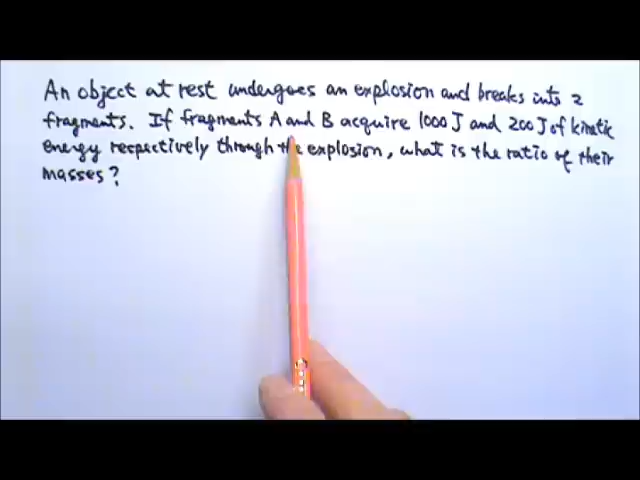 An object at rest undergoes an explosion and breaks into 2
fragments. If fragments A and B acquire 1000 J and 200 J of kinetic
energy respectively through the explosion, what is the ratio of their
masses?